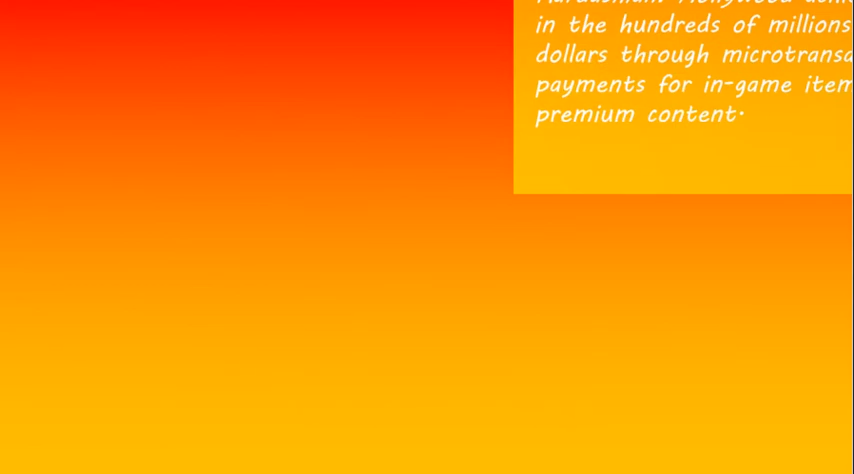 in the hundreds of millions
dollars through microtransa
payments for in-game item
premium content.